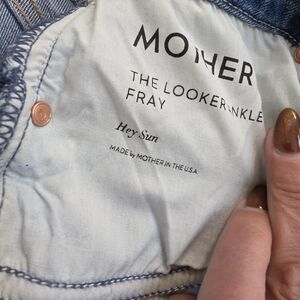 MOTHER
THE LOOKER ANKLE
FRAY
Hey Sun
MADE by MOTHER IN THE U.S.A.